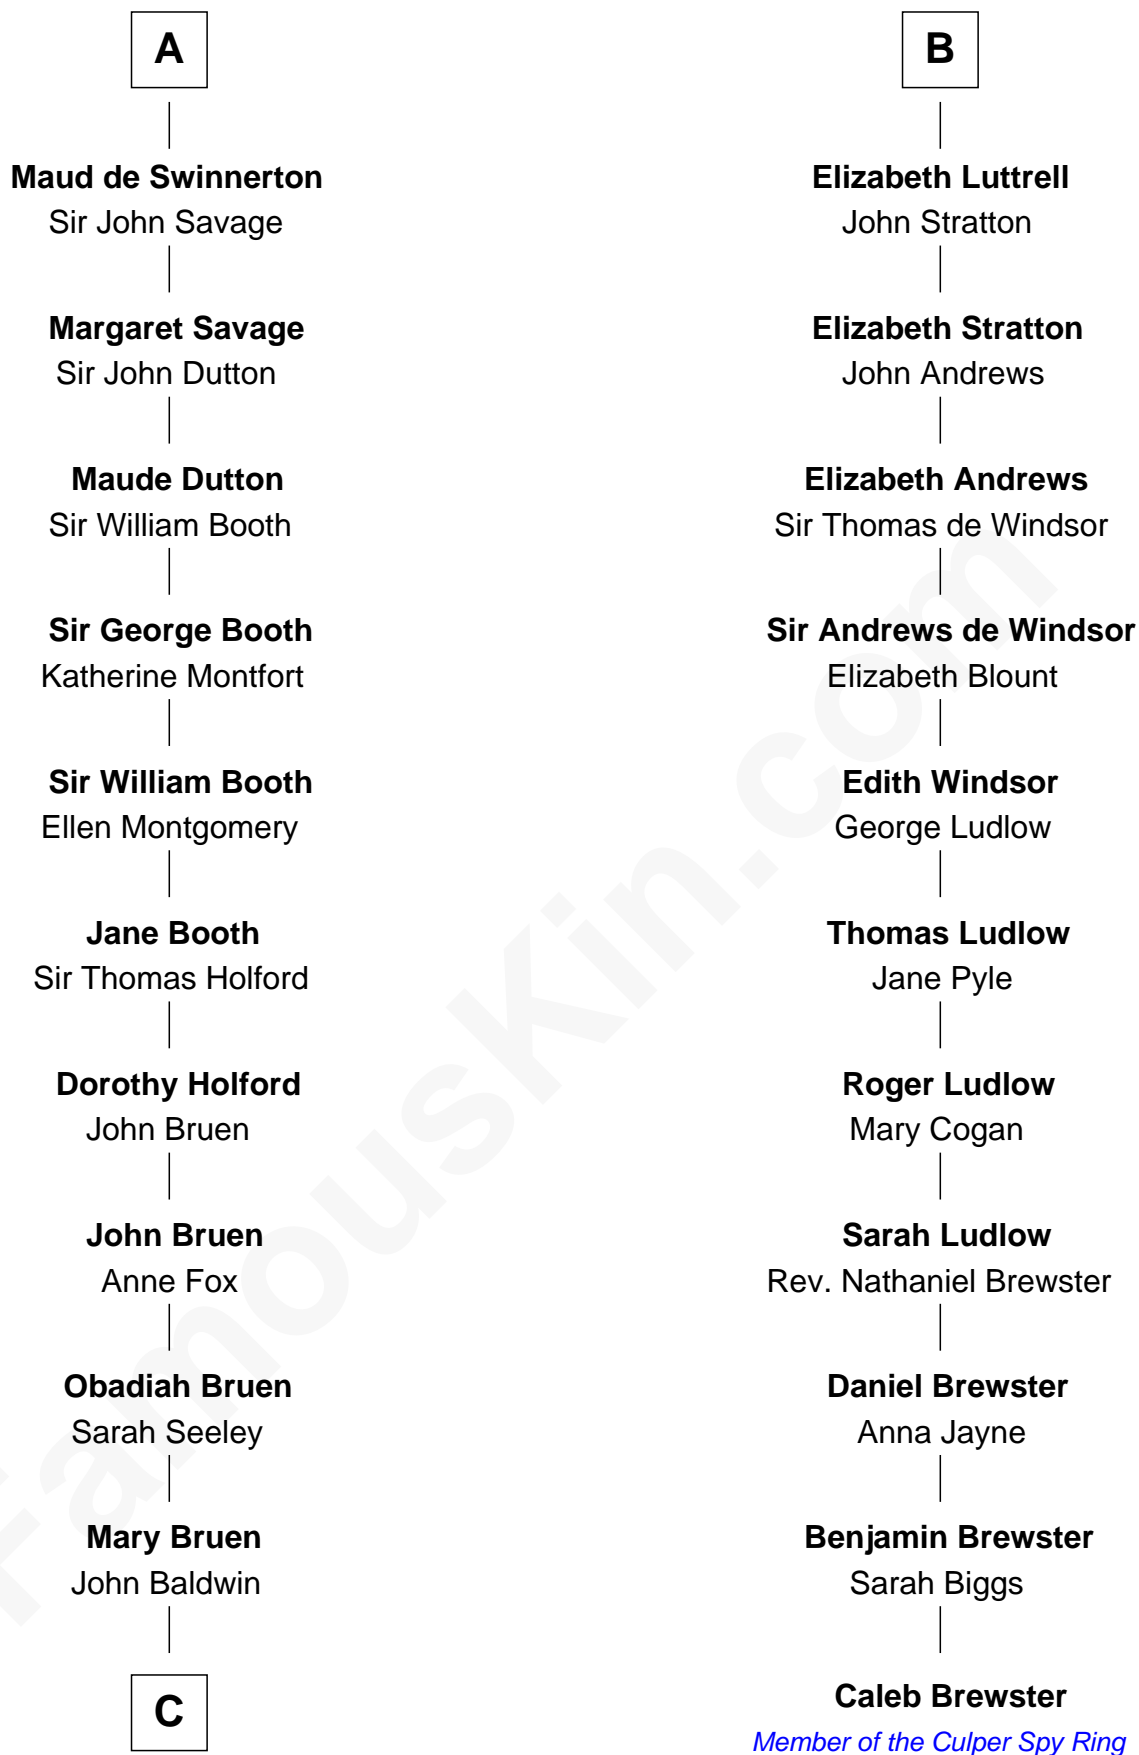 A
Maud de Swinnerton
Sir John Savage
Margaret Savage
Sir John Dutton
Maude Dutton
Sir William Booth
Sir George Booth
Katherine Montfort
Sir William Booth
Ellen Montgomery
Jane Booth
Sir Thomas Holford
Dorothy Holford
John Bruen
John Bruen
Anne Fox
Obadiah Bruen
Sarah Seeley
Mary Bruen
John Baldwin
C
B
Elizabeth Luttrell
John Stratton
Elizabeth Stratton
John Andrews
Elizabeth Andrews
Sir Thomas de Windsor
Sir Andrews de Windsor
Elizabeth Blount
Edith Windsor
George Ludlow
Thomas Ludlow
Jane Pyle
Roger Ludlow
Mary Cogan
Sarah Ludlow
Rev. Nathaniel Brewster
Daniel Brewster
Anna Jayne
Benjamin Brewster
Sarah Biggs
Caleb Brewster
Member of the Culper Spy Ring
FamousKin.com